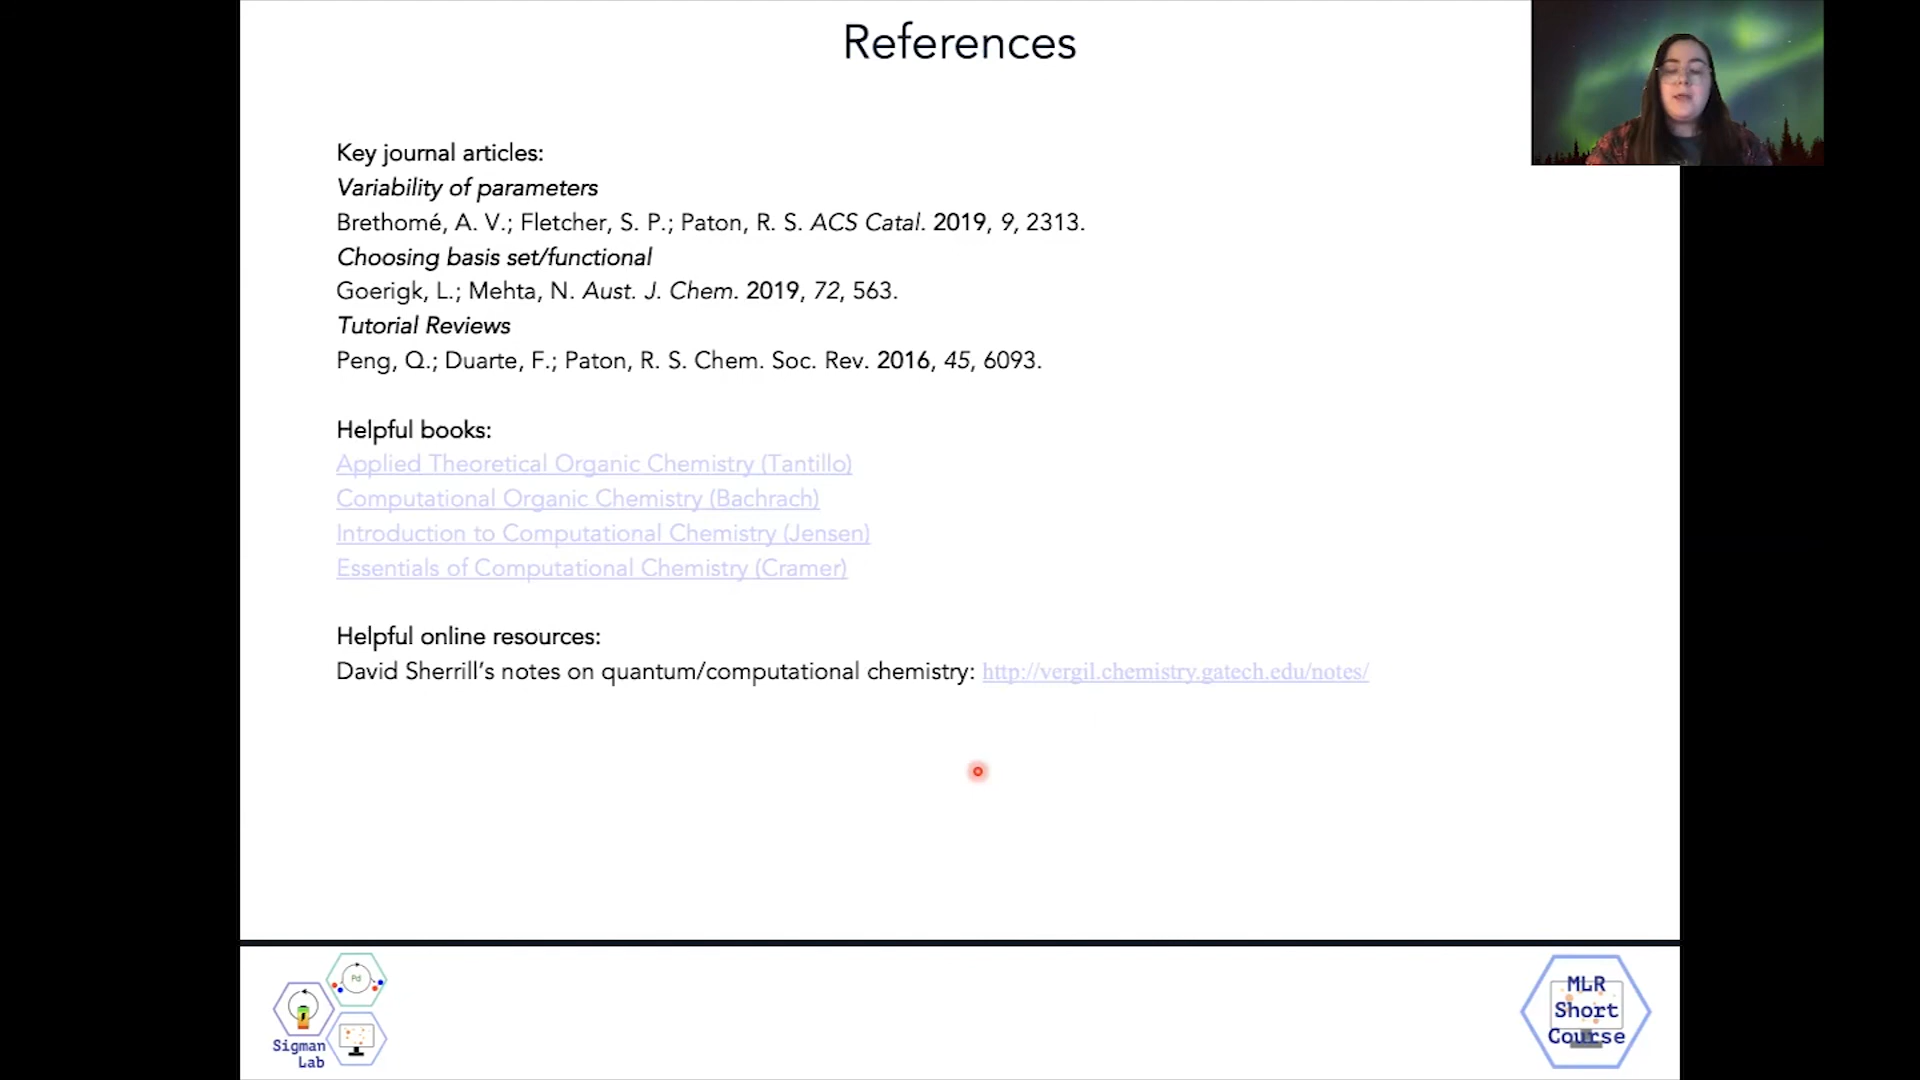 References
Key journal articles:
Variability of parameters
Brethomé, A. V.; Fletcher, S. P.; Paton, R. S. ACS Catal. 2019, 9, 2313.
Choosing basis set/functional
Goerigk, L.; Mehta, N. Aust. J. Chem. 2019, 72, 563.
Tutorial Reviews
Peng, Q.; Duarte, F.; Paton, R. S. Chem. Soc. Rev. 2016, 45, 6093.
Helpful books:
Applied Theoretical Organic Chemistry (Tantillo)
Computational Organic Chemistry (Bachrach)
Introduction to Computational Chemistry (Jensen)
Essentials of Computational Chemistry (Cramer)
Helpful online resources:
David Sherrill’s notes on quantum/computational chemistry: http://vergil.chemistry.gatech.edu/notes/
Pd
Sigman
Lab
MLR
Short
Course